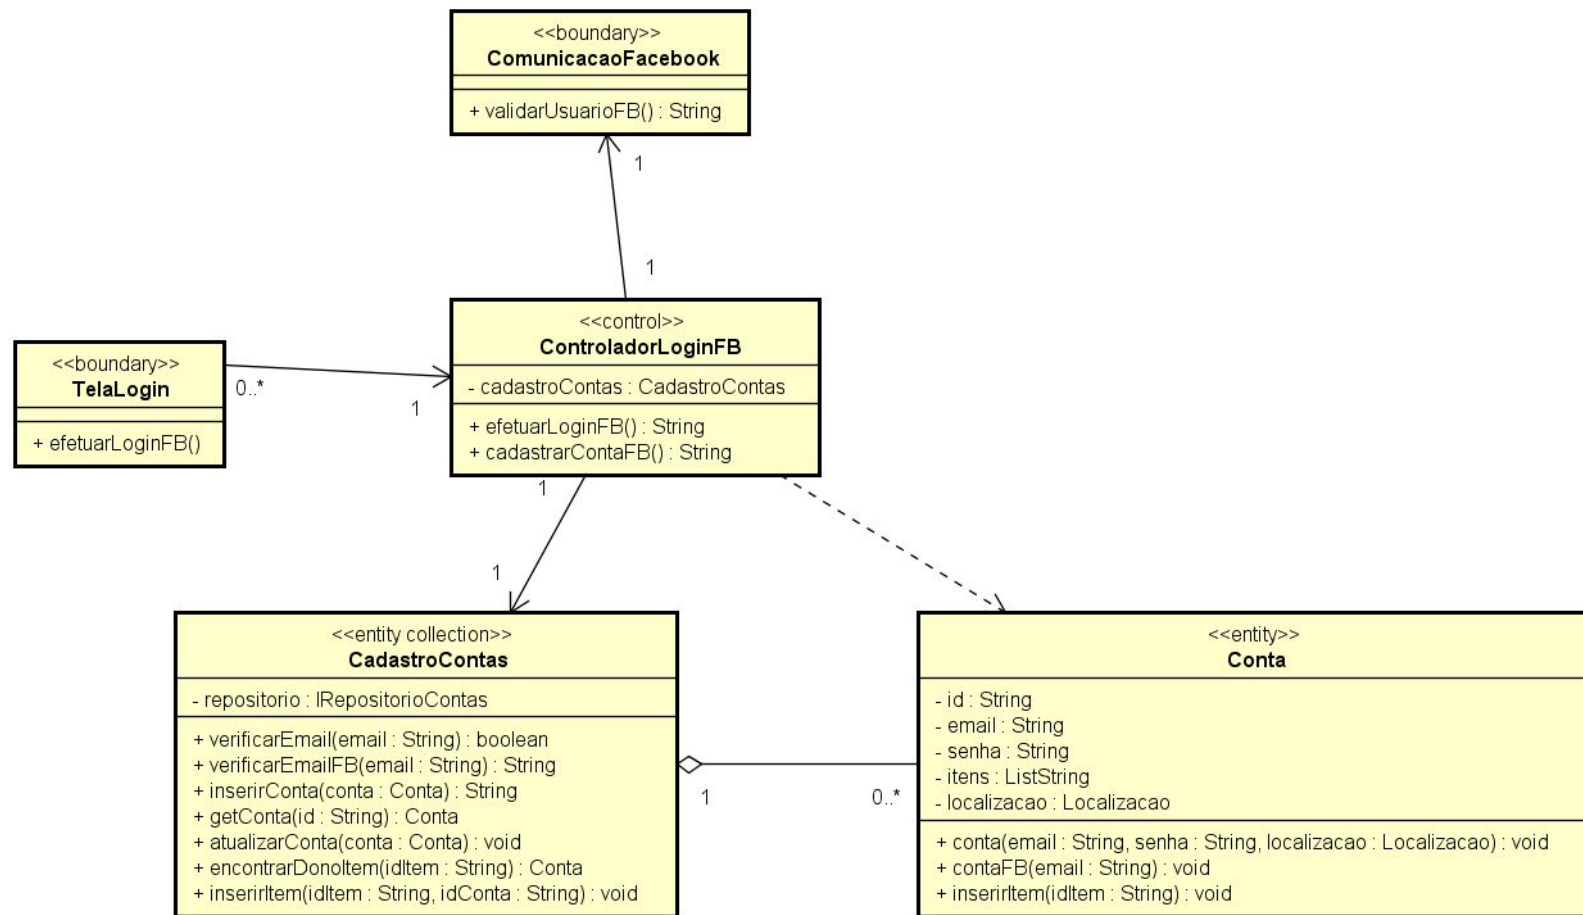 <<boundary>>
ComunicacaoFacebook
+ validarUsuarioFB() : String
1
1
<<boundary>>
TelaLogin
+ efetuarLoginFB()
0..*
1
<<control>>
ControladorLoginFB
- cadastroContas : CadastroContas
+ efetuarLoginFB() : String
+ cadastrarContaFB() : String
1
1
<<entity collection>>
CadastroContas
- repositorio : IRepositorioContas
+ verificarEmail(email : String) : boolean
+ verificarEmailFB(email : String) : String
+ inserirConta(conta : Conta) : String
+ getConta(id : String) : Conta
+ atualizarConta(conta : Conta) : void
+ encontrarDonoItem(idItem : String) : Conta
+ inserirItem(idItem : String, idConta : String) : void
1
0..*
<<entity>>
Conta
- id : String
- email : String
- senha : String
- itens : ListString
- localizacao : Localizacao
+ conta(email : String, senha : String, localizacao : Localizacao) : void
+ contaFB(email : String) : void
+ inserirItem(idItem : String) : void